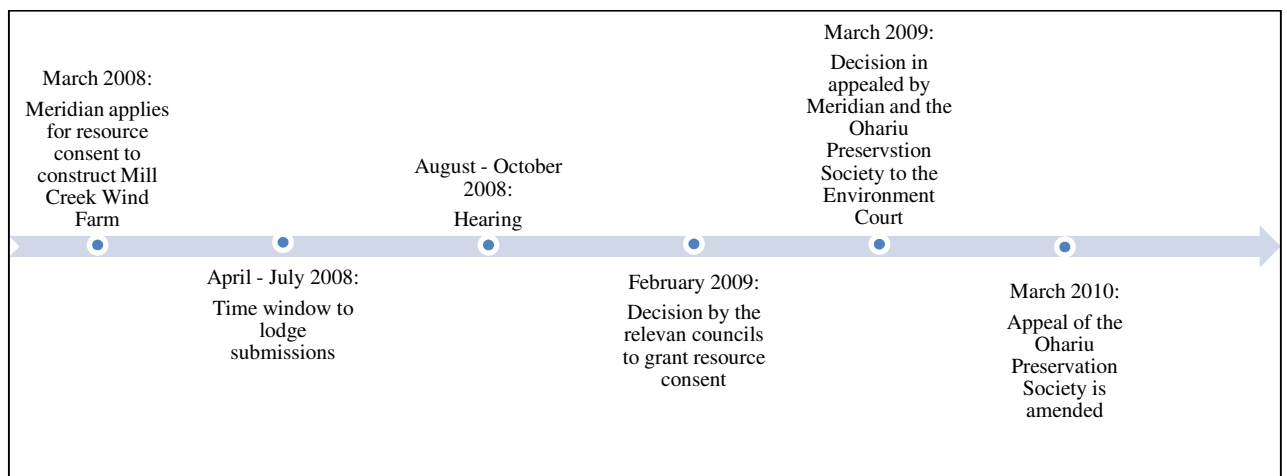 March 2008:
Meridian applies
for resource
consent to
construct Mill
Creek Wind
Farm
April - July 2008:
Time window to
lodge
submissions
August - October
2008:
Hearing
February 2009:
Decision by the
relevan councils
to grant resource
consent
March 2009:
Decision in
appealed by
Meridian and the
Ohariu
Preservstion
Society to the
Environment
Court
March 2010:
Appeal of the
Ohariu
Preservation
Society is
amended